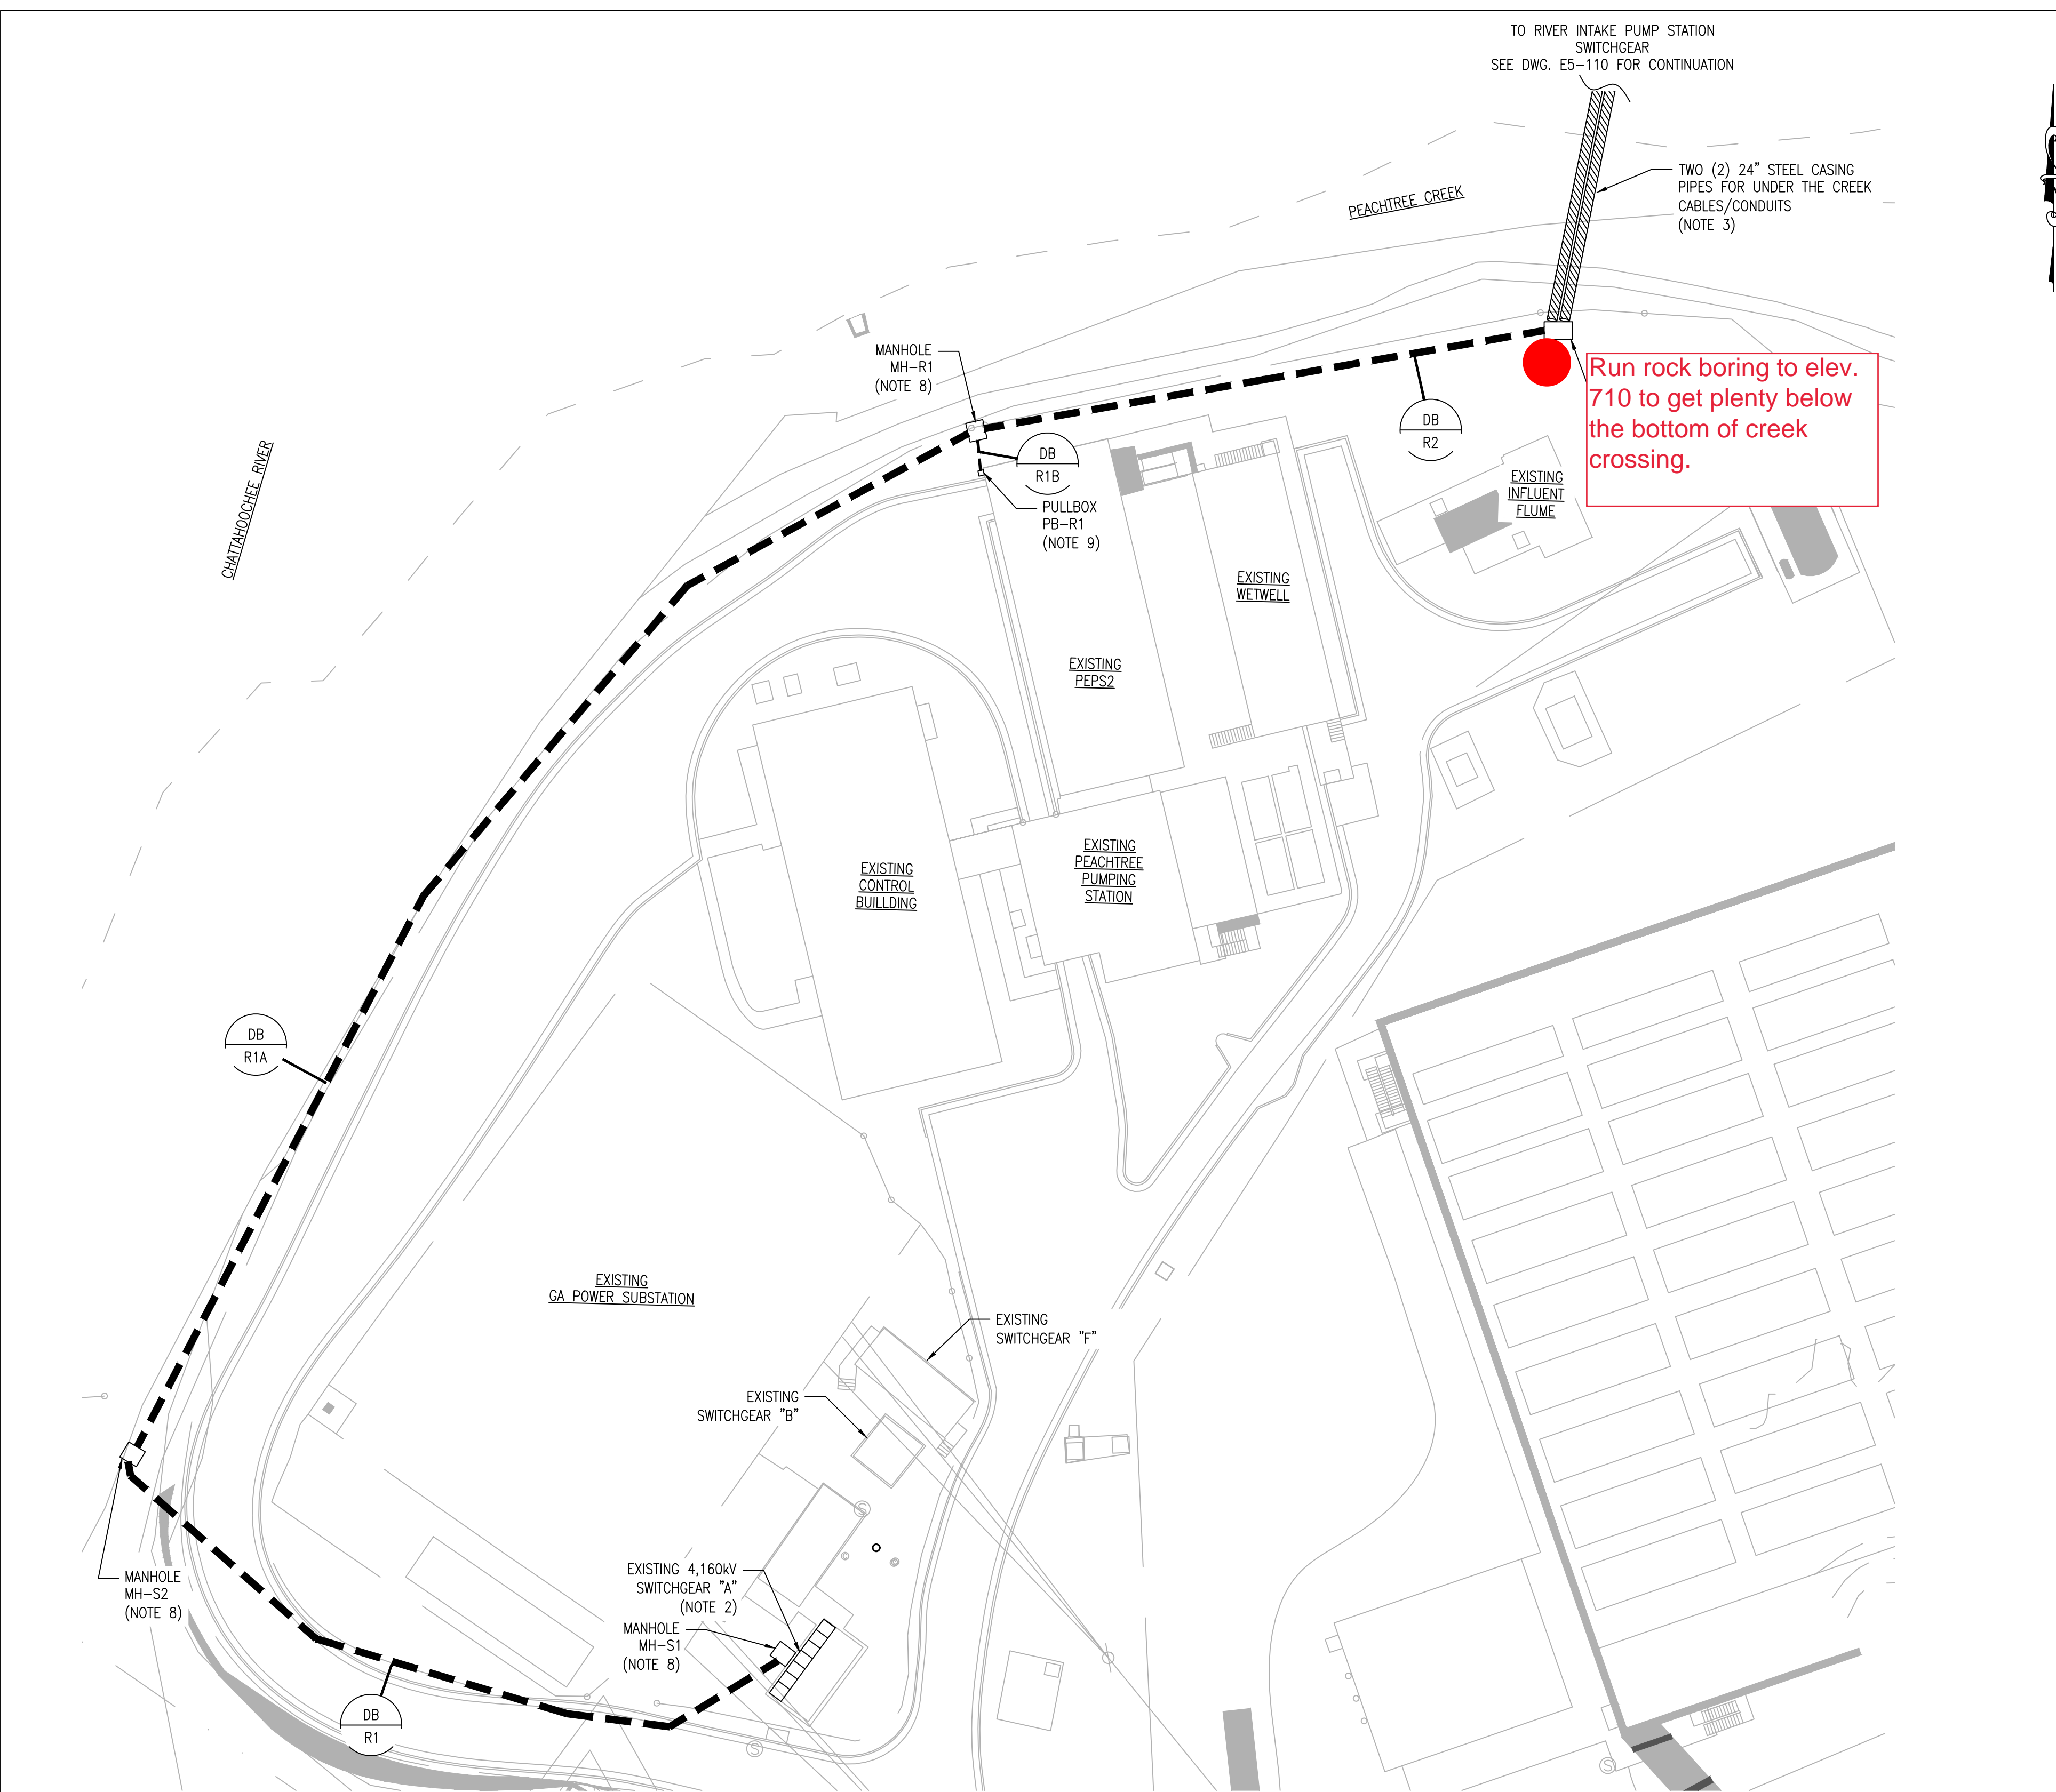 TO RIVER INTAKE PUMP STATION
SWITCHGEAR
SEE DWG. E5-110 FOR CONTINUATION
TWO (2) 24" STEEL CASING
PIPES FOR UNDER THE CREEK
CABLES/CONDUITS
(NOTE 3)
PEACHTREE CREEK
MANHOLE
MH-R1
(NOTE 8)
Run rock boring to elev.
710 to get plenty below
the bottom of creek
crossing.
DB
R2
DB
R1B
CHATTAHOOCHEE RIVER
EXISTING
INFLUENT
FLUME
PULLBOX
PB-R1
(NOTE 9)
EXISTING
WETWELL
EXISTING
PEPS2
EXISTING
PEACHTREE
PUMPING
STATION
EXISTING
CONTROL
BUILLDING
DB
R1A
EXISTING
GA POWER SUBSTATION
EXISTING
SWITCHGEAR "F"
EXISTING
SWITCHGEAR "B"
S
EXISTING 4,160kV
SWITCHGEAR "A"
(NOTE 2)
MANHOLE
MH-S2
(NOTE 8)
MANHOLE
MH-S1
(NOTE 8)
DB
R1
S
S